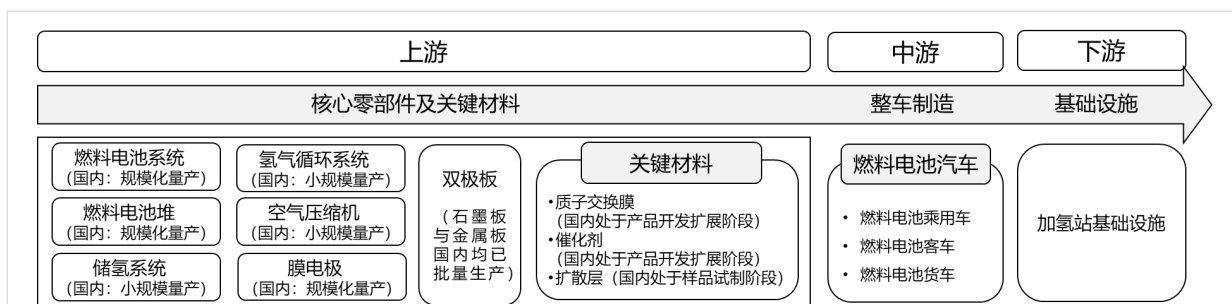 上游
中游
下游
核心零部件及关键材料
整车制造
基础设施
燃料电池系统
(国内：规模化量产)
燃料电池堆
(国内：规模化量产)
储氢系统
(国内：小规模量产)
氢气循环系统
(国内：小规模量产)
空气压缩机
(国内：小规模量产)
膜电极
(国内：规模化量产)
双极板
（石墨板
与金属板
国内均已
批量生产）
关键材料
•质子交换膜
（国内处于产品开发扩展阶段）
•催化剂
（国内处于产品开发扩展阶段）
•扩散层（国内处于样品试制阶段）
燃料电池汽车
• 燃料电池乘用车
• 燃料电池客车
• 燃料电池货车
加氢站基础设施